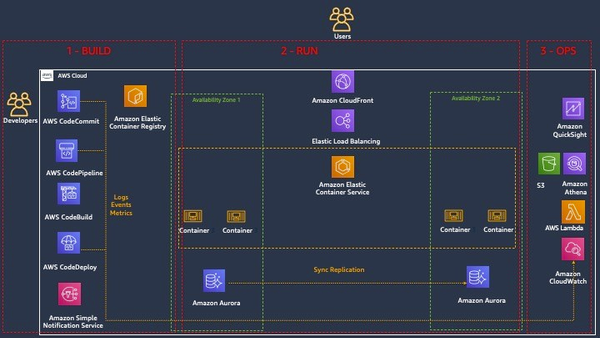 Users
1 - BUILD
2 - RUN
3 - OPS
aws
AWS Cloud
Developers
AWS CodeCommit
Amazon Elastic
Container Registry
AWS CodePipeline
AWS CodeBuild
AWS CodeDeploy
Amazon Simple
Notification Service
Logs
Events
Metrics
Availability Zone 1
Amazon CloudFront
Elastic Load Balancing
Amazon Elastic
Container Service
Availability Zone 2
Container
Container
Container
Container
Sync Replication
Amazon Aurora
Amazon Aurora
Amazon
QuickSight
S3
Amazon
Athena
AWS Lambda
Amazon
CloudWatch